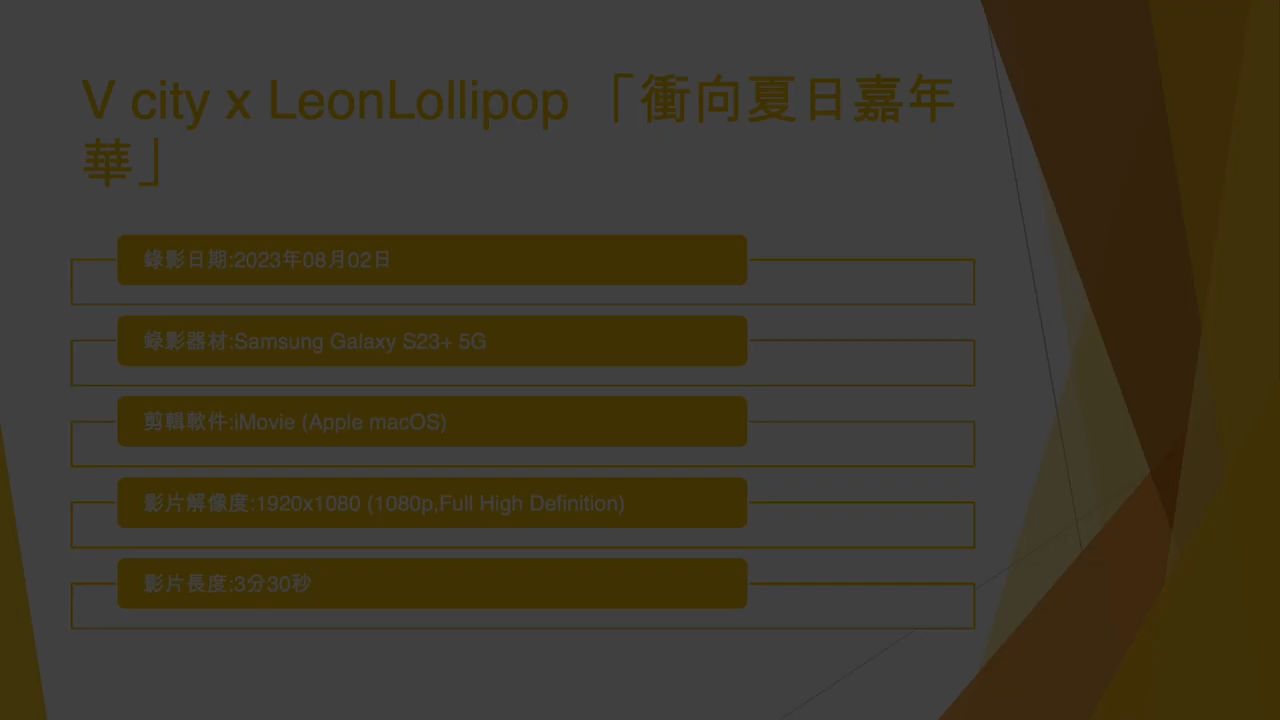 V city x LeonLollipop 「衝向夏日嘉年
華」
錄影日期:2023年08月02日
錄影器材:Samsung Galaxy S23+ 5G
剪輯軟件:iMovie (Apple macOS)
影片解像度:1920x1080 (1080p,Full High Definition)
影片長度:3分30秒